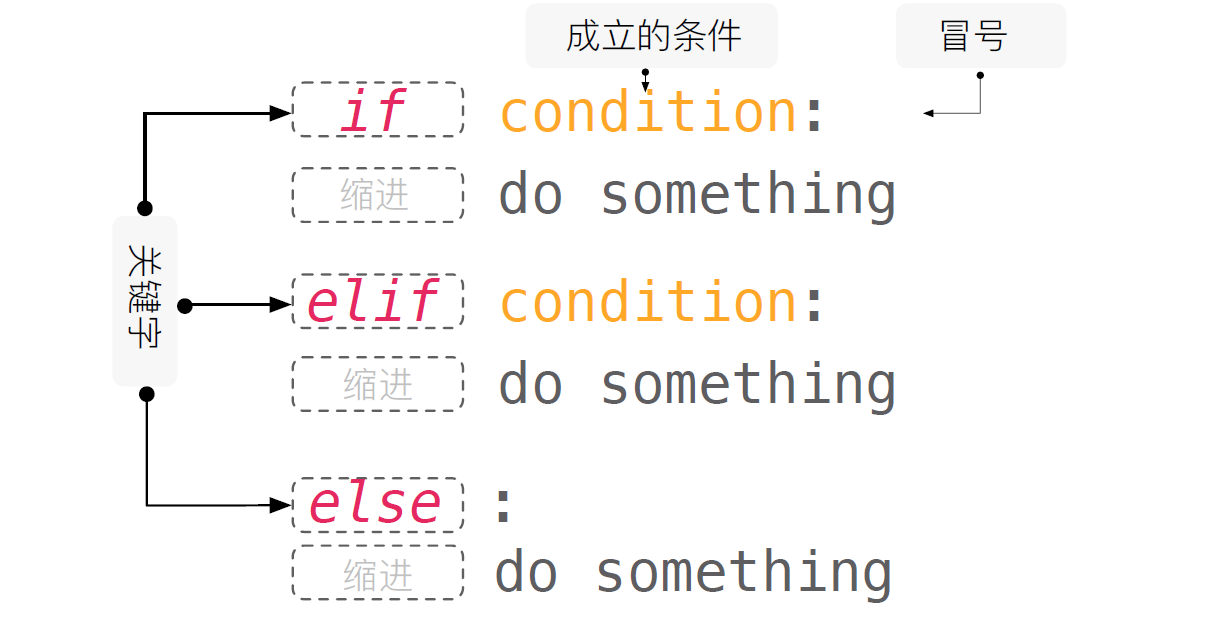 成立的条件 冒号
if condition:
缩进 do something
关键字
elif condition:
缩进 do something
else :
缩进 do something